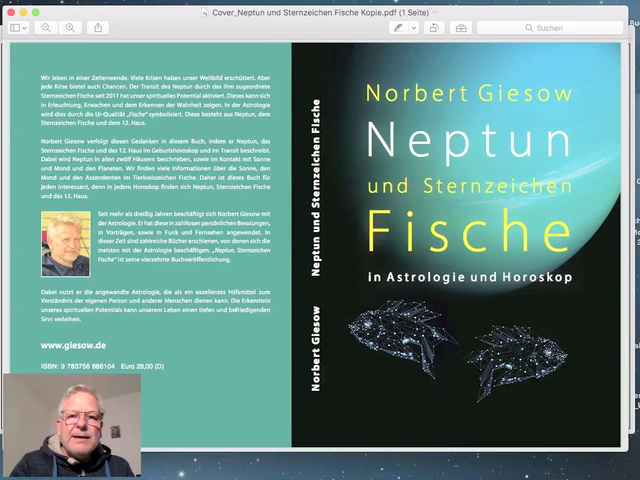 Cover_Neptun und Sternzeichen Fische Kopie.pdf (1 Seite)
Suchen
Wir leben in einer Zeitenwende. Viele Krisen haben unser Weltbild erschüttert. Aber
jede Krise bietet auch Chancen. Der Transit des Neptun durch das ihm zugeordnete
Sternzeichen Fische seit 2011 hat unser spirituelles Potential aktiviert. Dieses kann sich
in Erleuchtung, Erwachen und dem Erkennen der Wahrheit zeigen. In der Astrologie
wird dies durch die Ur-Qualität „Fische" symbolisiert. Diese besteht aus Neptun, dem
Sternzeichen Fische und dem 12. Haus.
Norbert Giesow verfolgt diesen Gedanken in diesem Buch, indem er Neptun, das
Sternzeichen Fische und das 12. Haus im Geburtshoroskop und im Transit beschreibt.
Dabei wird Neptun in allen zwölf Häusern beschrieben, sowie im Kontakt mit Sonne
und Mond und den Planeten. Wir finden viele Information über die Sonne, den
Mond und den Aszendenten im Tierkreiszeichen Fische. Daher ist dieses Buch für
jeden interessant, denn in jedem Horoskop finden sich Neptun, Sternzeichen Fische
und das 12. Haus.
Seit mehr als dreißig Jahren beschäftigt sich Norbert Giesow mit
der Astrologie. Er hat diese in zahllosen persönlichen Beratungen,
in Vorträgen, sowie in Funk und Fernsehen angewendet. In
dieser Zeit sind zahlreiche Bücher erschienen, von denen sich die
meisten mit der Astrologie beschäftigen. „Neptun, Sternzeichen
Fische" ist seine vierzehnte Buchveröffentlichung.
Dabei nutzt er die angewandte Astrologie, die als ein exzellentes Hilfsmittel zum
Verständnis der eigenen Person und anderer Menschen dienen kann. Die Erkenntnis
unseres spirituellen Potentials kann unserem Leben einen tiefen und befriedigenden
Sinn verleihen.
www.giesow.de
ISBN: 9 783756 886104 Euro 28,00 (D)
Neptun und Sternzeichen Fische
Norbert Giesow
Norbert Giesow
Neptun
und Sternzeichen
Fische
in Astrologie und Horoskop